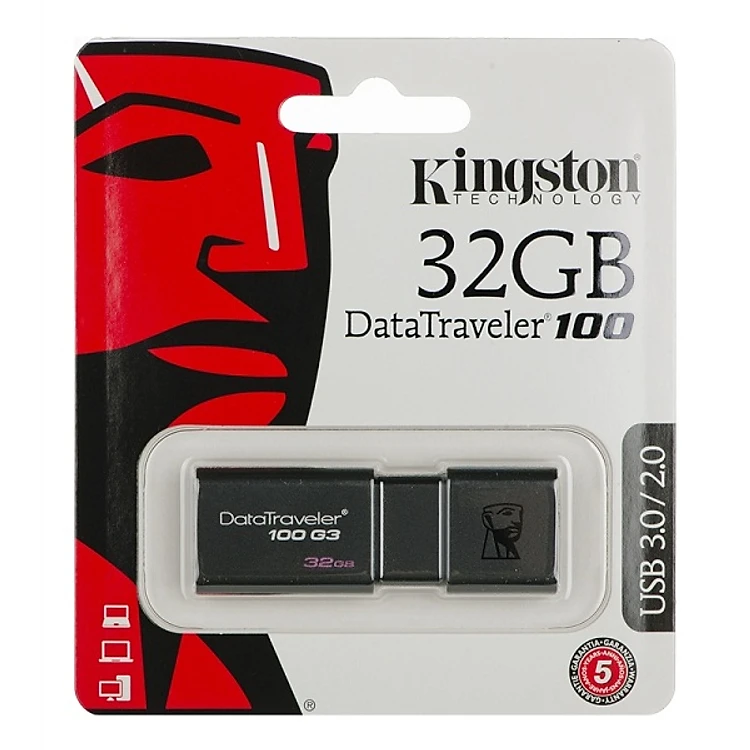 Kingston
TECHNOLOGY
32GB
DataTraveler® 100
DataTraveler®
100 G3
32GB
USB 3.0 / 2.0
5
®